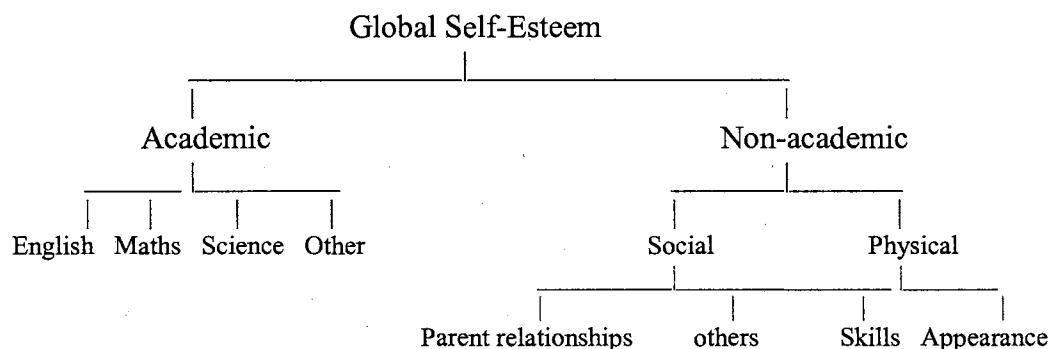 Global Self-Esteem
Academic Non-academic
English Maths Science Other Social Physical
Parent relationships others Skills Appearance